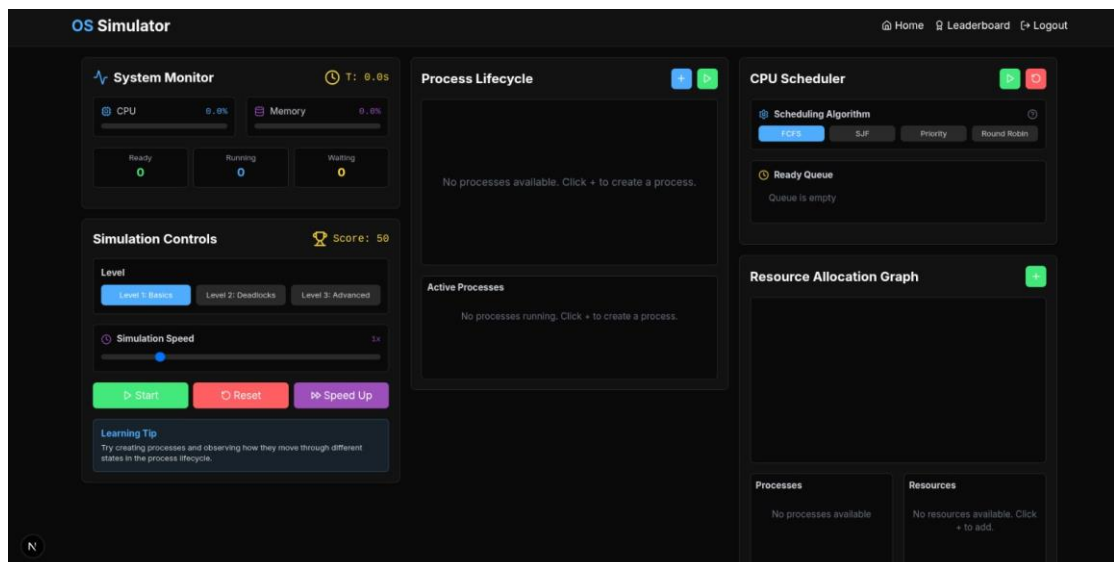 OS Simulator
Home Leaderboard Logout
System Monitor
T: 0.0s
CPU 0.0%
Memory 0.0%
Ready
0
Running
0
Waiting
0
Simulation Controls
Score: 50
Level
Level 1: Basics
Level 2: Deadlocks
Level 3: Advanced
Simulation Speed
1x
Start
Reset
Speed Up
Learning Tip
Try creating processes and observing how they move through different
states in the process lifecycle.
Process Lifecycle
+
No processes available. Click + to create a process.
Active Processes
No processes running. Click + to create a process.
CPU Scheduler
Scheduling Algorithm
?
FCFS
SJF
Priority
Round Robin
Ready Queue
Queue is empty
Resource Allocation Graph
+
Processes
No processes available
Resources
No resources available. Click
+ to add.
N